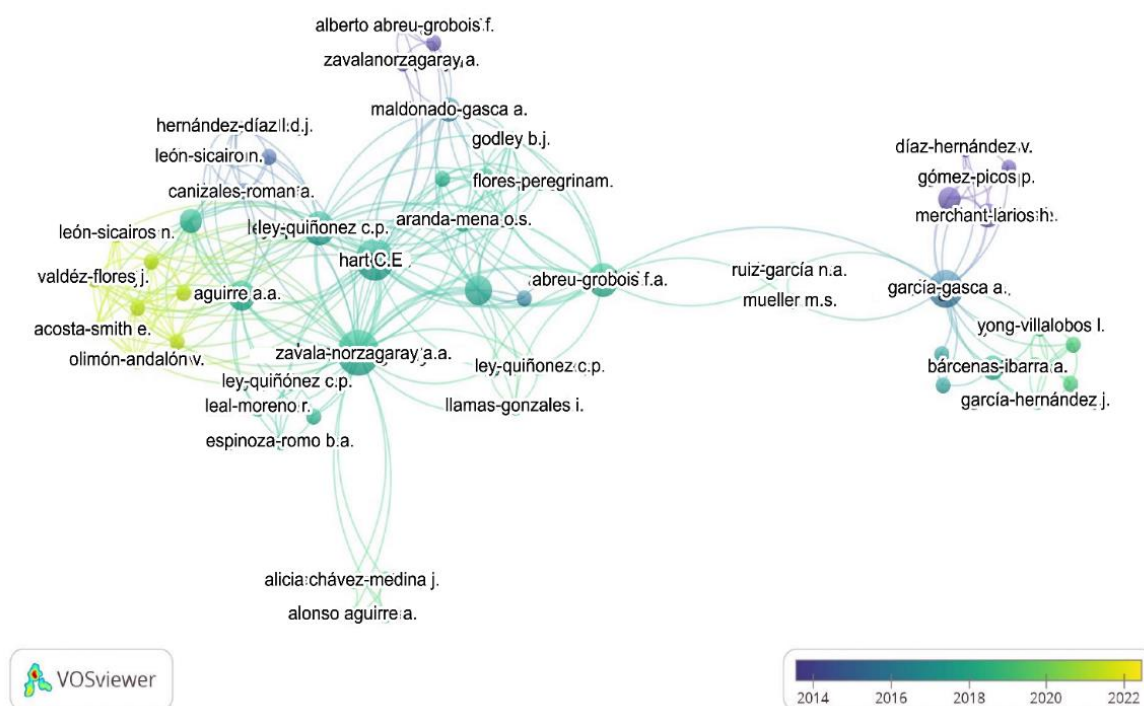 alberto abreu-grobois f.
zavalanorzagaray a.
maldonado-gasca a.
hernández-díaz l.d.j.
godley b.j.
díaz-hernández v.
león-sicairo n.
gómez-picos p.
canizales-roman a.
flores-peregrina m.
merchant-larios h.
león-sicairos n.
ley-quiñonez c.p.
aranda-mena o.s.
hart C.E
valdéz-flores j.
aguirre a.a.
abreu-grobois f.a.
ruiz-garcía n.a.
garcía-gasca a.
mueller m.s.
acosta-smith e.
yong-villalobos l.
olimón-andalón v.
zavala-norzagaray a.a.
ley-quiñonez c.p.
bárcenas-ibarra a.
ley-quiñónez c.p.
leal-moreno r.
llamas-gonzales i.
garcía-hernández j.
espinoza-romo b.a.
alicia chávez-medina j.
alonso aguirre a.
VOSviewer
2014 2016 2018 2020 2022